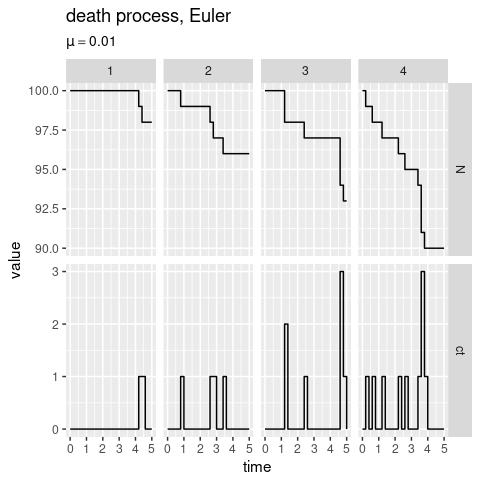 death process, Euler
μ = 0.01
1 2 3 4
100.0
97.5
95.0
92.5
90.0
N
3
2
1
0
ct
0 1 2 3 4 5 0 1 2 3 4 5 0 1 2 3 4 5 0 1 2 3 4 5
time
value